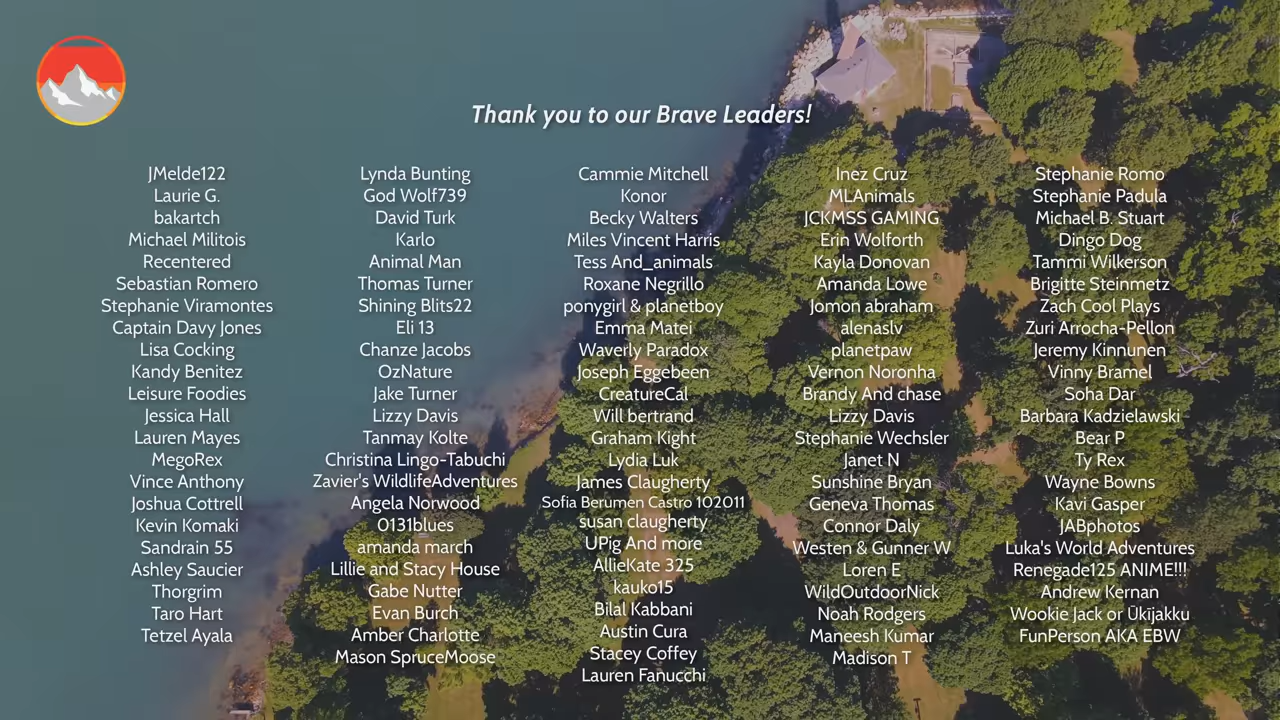 Thank you to our Brave Leaders!
JMelde122
Laurie G.
bakartch
Michael Militois
Recentered
Sebastian Romero
Stephanie Viramontes
Captain Davy Jones
Lisa Cocking
Kandy Benitez
Leisure Foodies
Jessica Hall
Lauren Mayes
MegoRex
Vince Anthony
Joshua Cottrell
Kevin Komaki
Sandrain 55
Ashley Saucier
Thorgrim
Taro Hart
Tetzel Ayala
Lynda Bunting
God Wolf739
David Turk
Karlo
Animal Man
Thomas Turner
Shining Blits22
Eli 13
Chanze Jacobs
OzNature
Jake Turner
Lizzy Davis
Tanmay Kolte
Christina Lingo-Tabuchi
Zavier's WildlifeAdventures
Angela Norwood
0131blues
amanda march
Lillie and Stacy House
Gabe Nutter
Evan Burch
Amber Charlotte
Mason SpruceMoose
Cammie Mitchell
Konor
Becky Walters
Miles Vincent Harris
Tess And_animals
Roxane Negrillo
ponygirl & planetboy
Emma Matei
Waverly Paradox
Joseph Eggebeen
CreatureCal
Will bertrand
Graham Kight
Lydia Luk
James Claugherty
Sofia Berumen Castro 102011
susan claugherty
UPig And more
AllieKate 325
kauko15
Bilal Kabbani
Austin Cura
Stacey Coffey
Lauren Fanucchi
Inez Cruz
MLAnimals
JCKMSS GAMING
Erin Wolforth
Kayla Donovan
Amanda Lowe
Jomon abraham
alenaslv
planetpaw
Vernon Noronha
Brandy And chase
Lizzy Davis
Stephanie Wechsler
Janet N
Sunshine Bryan
Geneva Thomas
Connor Daly
Westen & Gunner W
Loren E
WildOutdoorNick
Noah Rodgers
Maneesh Kumar
Madison T
Stephanie Romo
Stephanie Padula
Michael B. Stuart
Dingo Dog
Tammi Wilkerson
Brigitte Steinmetz
Zach Cool Plays
Zuri Arrocha-Pellon
Jeremy Kinnunen
Vinny Bramel
Soha Dar
Barbara Kadzielawski
Bear P
Ty Rex
Wayne Bowns
Kavi Gasper
JABphotos
Luka's World Adventures
Renegade125 ANIME!!!
Andrew Kernan
Wookie Jack or Ūkījakku
FunPerson AKA EBW